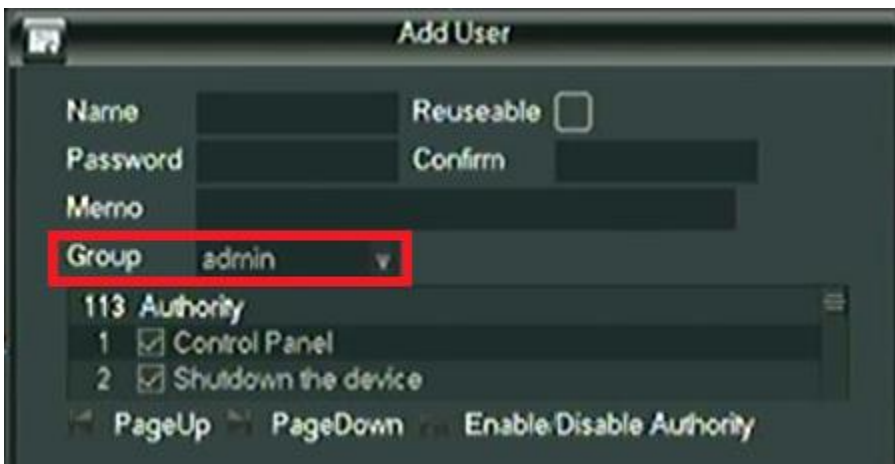 Add User
Name Reuseable
Password Confirm
Memo
Group admin
113 Authority
1 Control Panel
2 Shutdown the device
PageUp PageDown Enable/Disable Authority